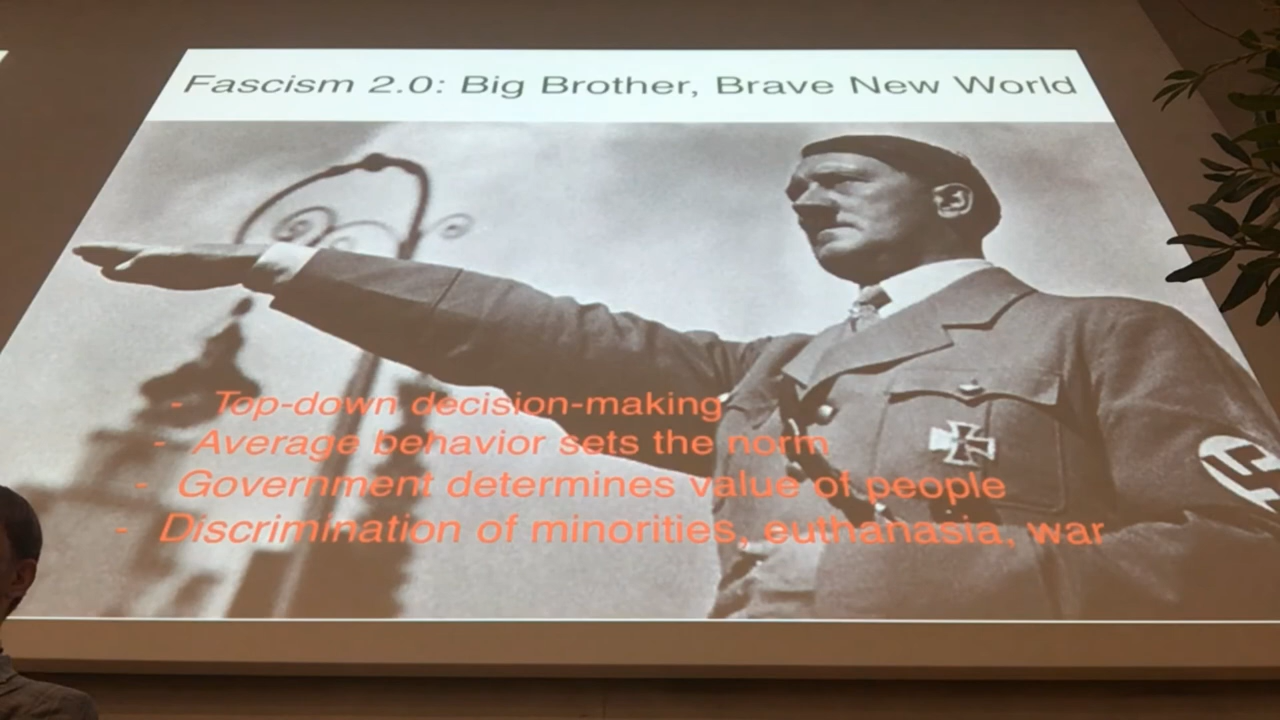 Fascism 2.0: Big Brother, Brave New World
- Top-down decision-making
- Average behavior sets the norm
- Government determines value of people
- Discrimination of minorities, euthanasia, war